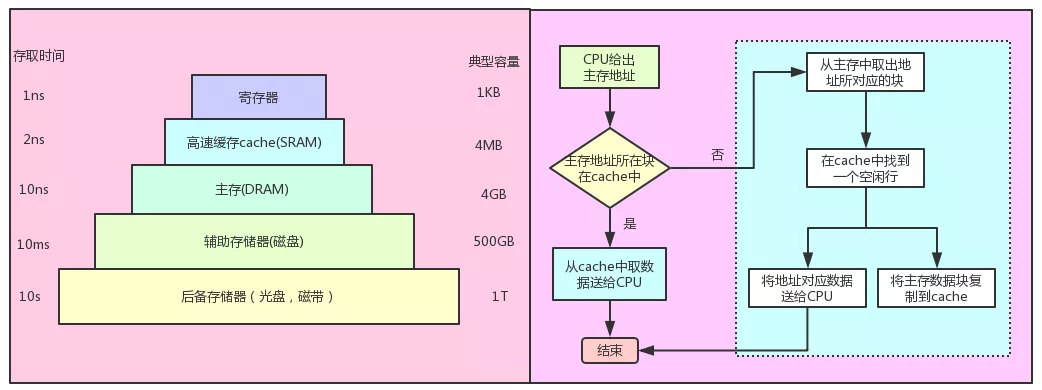 存取时间
典型容量
1ns
寄存器
1KB
2ns
高速缓存cache(SRAM)
4MB
10ns
主存(DRAM)
4GB
10ms
辅助存储器(磁盘)
500GB
10s
后备存储器（光盘，磁带）
1T
CPU给出
主存地址
主存地址所在块
在cache中
否
是
从cache中取数
据送给CPU
结束
从主存中取出地
址所对应的块
在cache中找到
一个空闲行
将地址对应数据
送给CPU
将主存数据块复
制到cache